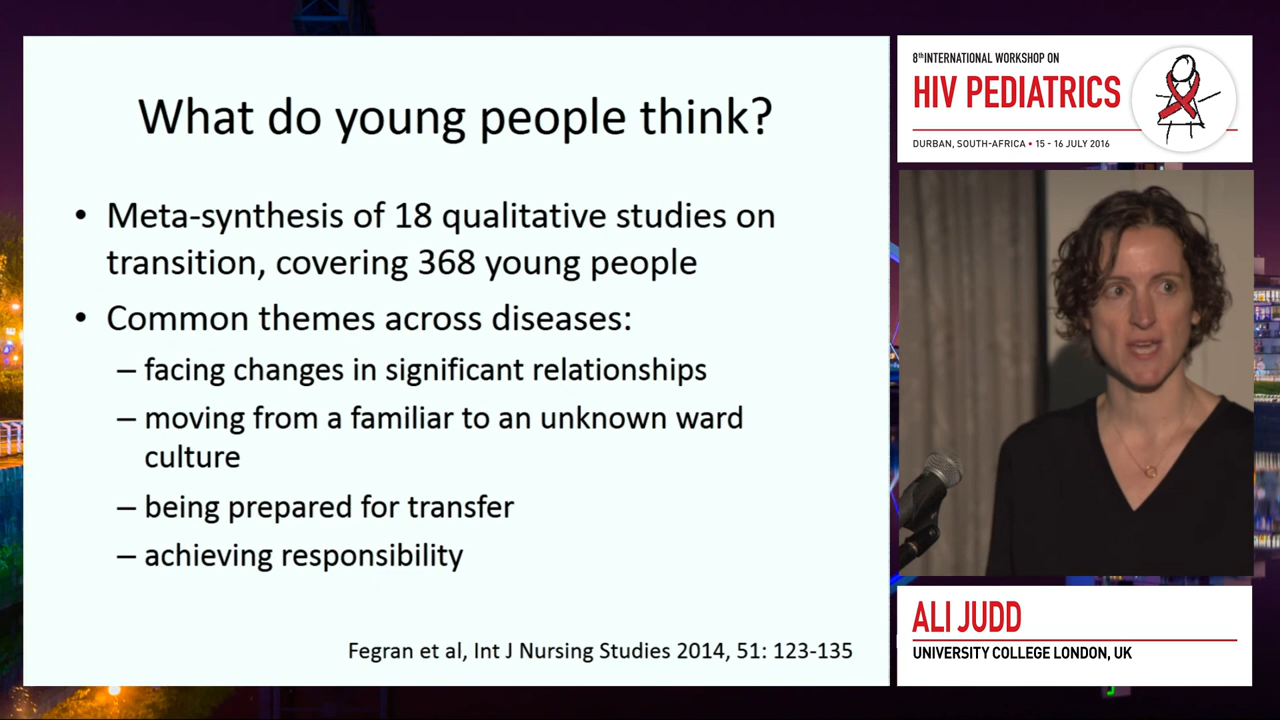 What do young people think?
• Meta-synthesis of 18 qualitative studies on
transition, covering 368 young people
• Common themes across diseases:
– facing changes in significant relationships
– moving from a familiar to an unknown ward
culture
– being prepared for transfer
– achieving responsibility
Fegran et al, Int J Nursing Studies 2014, 51: 123-135
8th INTERNATIONAL WORKSHOP ON
HIV PEDIATRICS
DURBAN, SOUTH-AFRICA • 15 - 16 JULY 2016
ALI JUDD
UNIVERSITY COLLEGE LONDON, UK